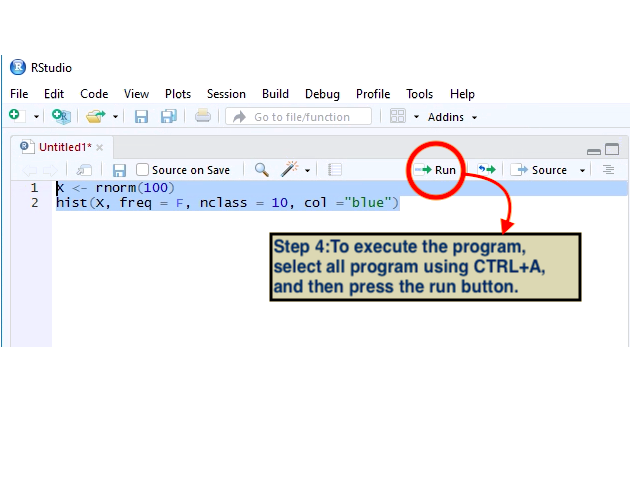 RStudio
File Edit Code View Plots Session Build Debug Profile Tools Help
Go to file/function Addins
Untitled1*
Source on Save Run Source
1 x <- rnorm(100)
2 hist(x, freq = F, nclass = 10, col ="blue")
Step 4:To execute the program,
select all program using CTRL+A,
and then press the run button.